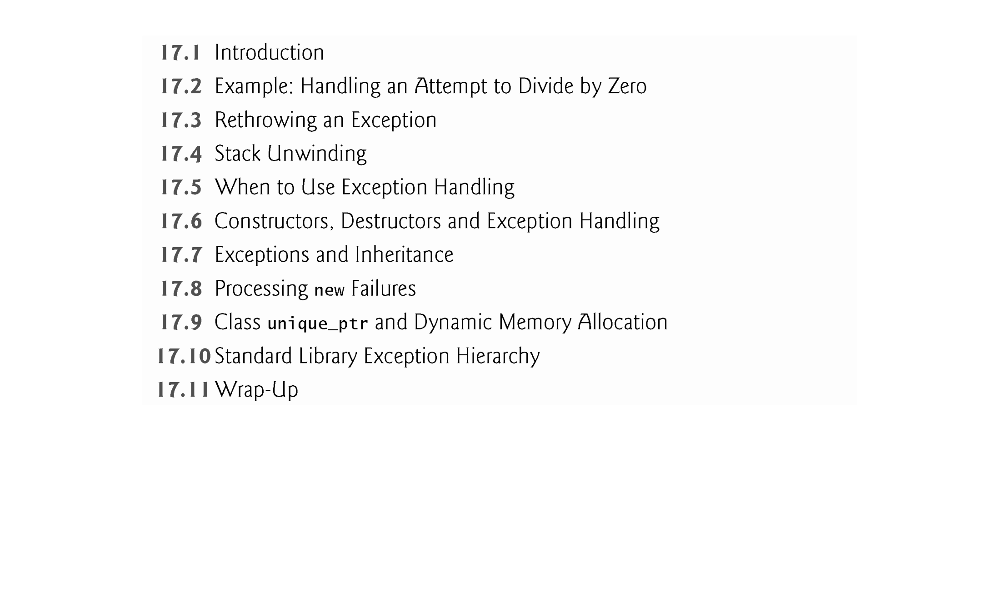 17.1 Introduction
17.2 Example: Handling an Attempt to Divide by Zero
17.3 Rethrowing an Exception
17.4 Stack Unwinding
17.5 When to Use Exception Handling
17.6 Constructors, Destructors and Exception Handling
17.7 Exceptions and Inheritance
17.8 Processing new Failures
17.9 Class unique_ptr and Dynamic Memory Allocation
17.10 Standard Library Exception Hierarchy
17.11 Wrap-Up